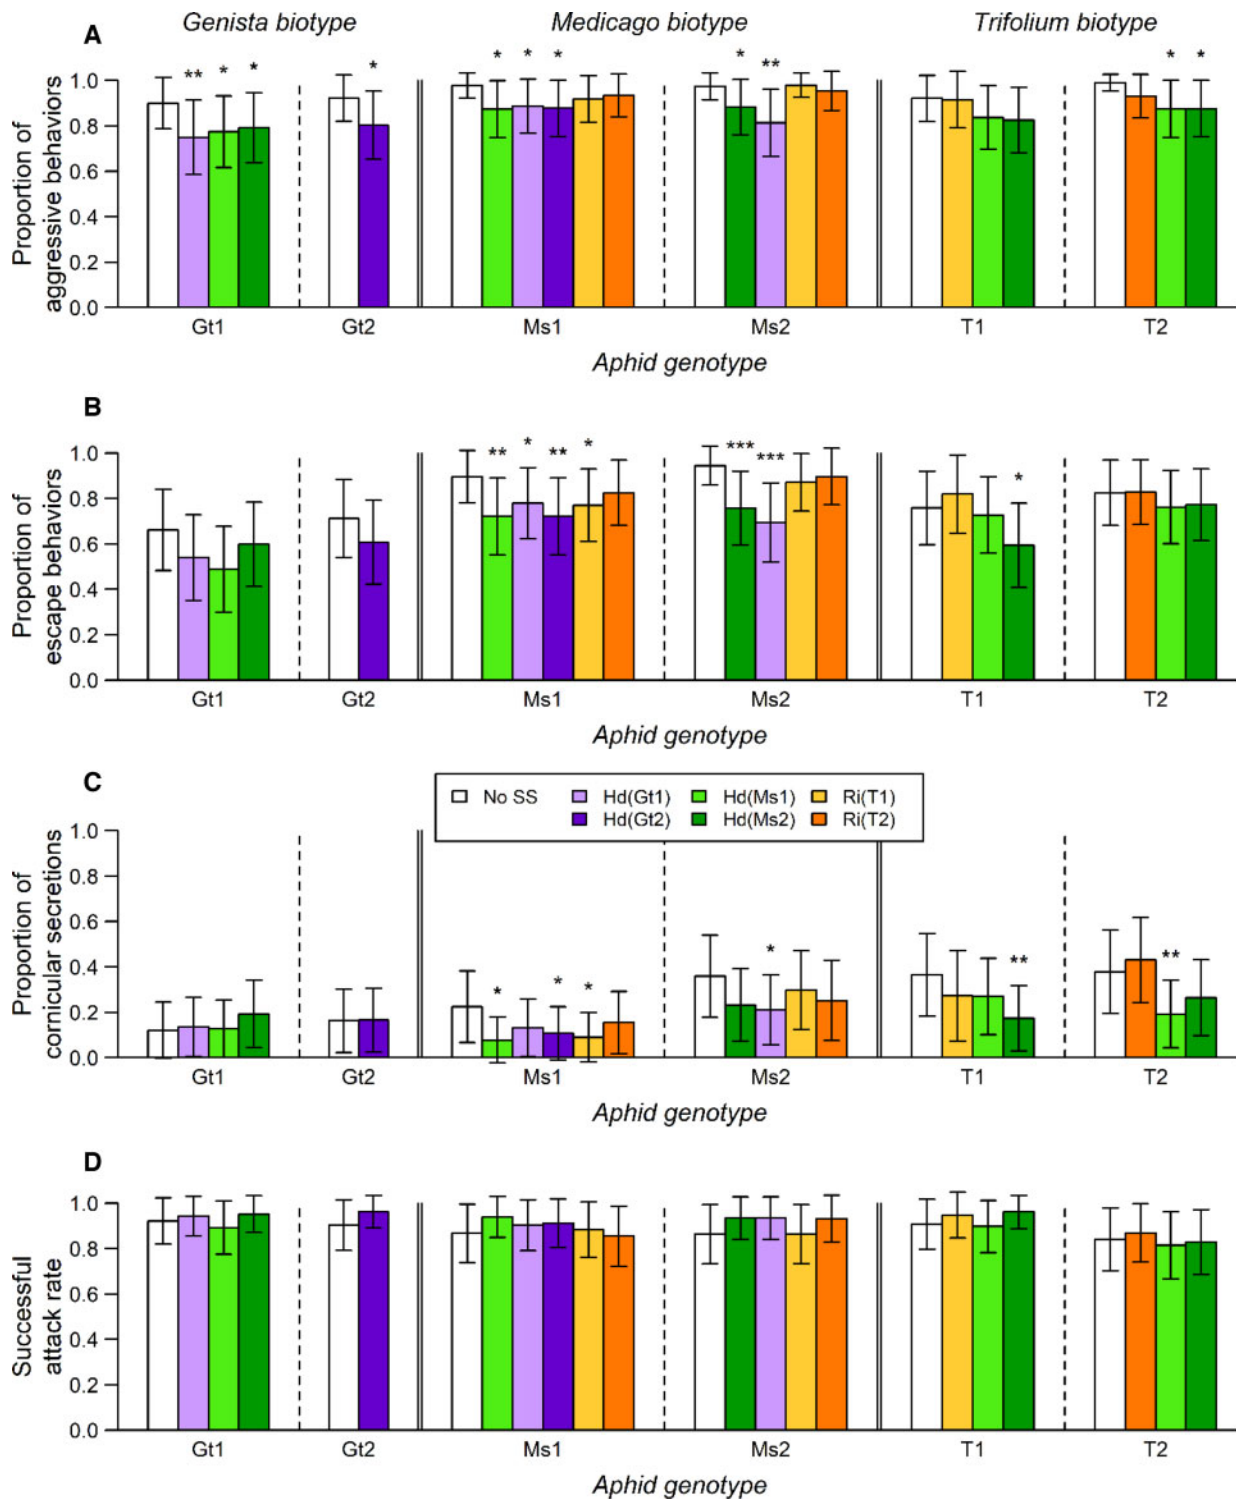 A
Genista biotype Medicago biotype Trifolium biotype
Proportion of
aggressive behaviors
1.0
0.8
0.6
0.4
0.2
0.0
** * * * * * * * ** * *
Gt1 Gt2 Ms1 Ms2 T1 T2
Aphid genotype
B
Proportion of
escape behaviors
1.0
0.8
0.6
0.4
0.2
0.0
** * ** * *** *** *
Gt1 Gt2 Ms1 Ms2 T1 T2
Aphid genotype
C
No SS Hd(Gt1) Hd(Ms1) Ri(T1)
Hd(Gt2) Hd(Ms2) Ri(T2)
Proportion of
cornicular secretions
1.0
0.8
0.6
0.4
0.2
0.0
* * * * ** **
Gt1 Gt2 Ms1 Ms2 T1 T2
Aphid genotype
D
Successful
attack rate
1.0
0.8
0.6
0.4
0.2
0.0
Gt1 Gt2 Ms1 Ms2 T1 T2
Aphid genotype